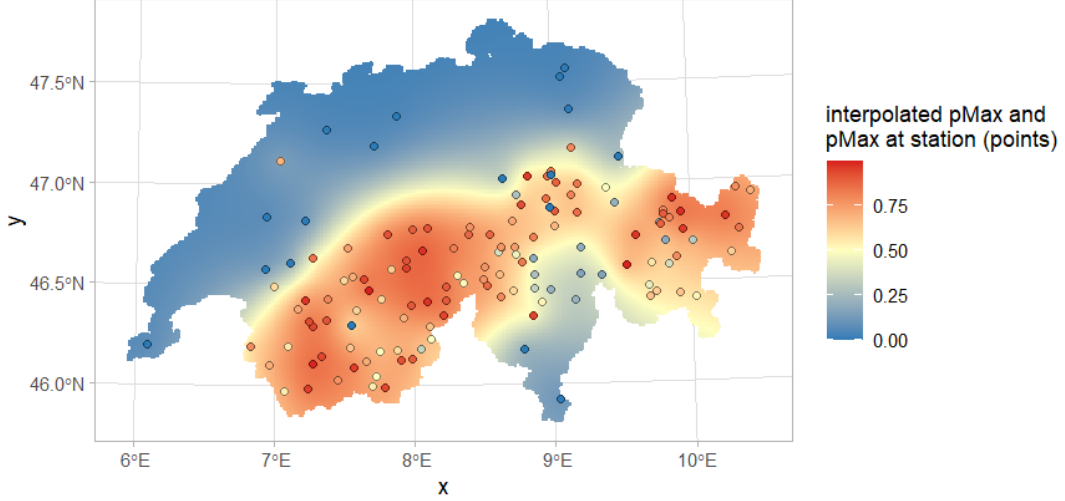 47.5°N
47.0°N
46.5°N
46.0°N
y
6°E
7°E
8°E
9°E
10°E
x
interpolated pMax and
pMax at station (points)
0.75
0.50
0.25
0.00